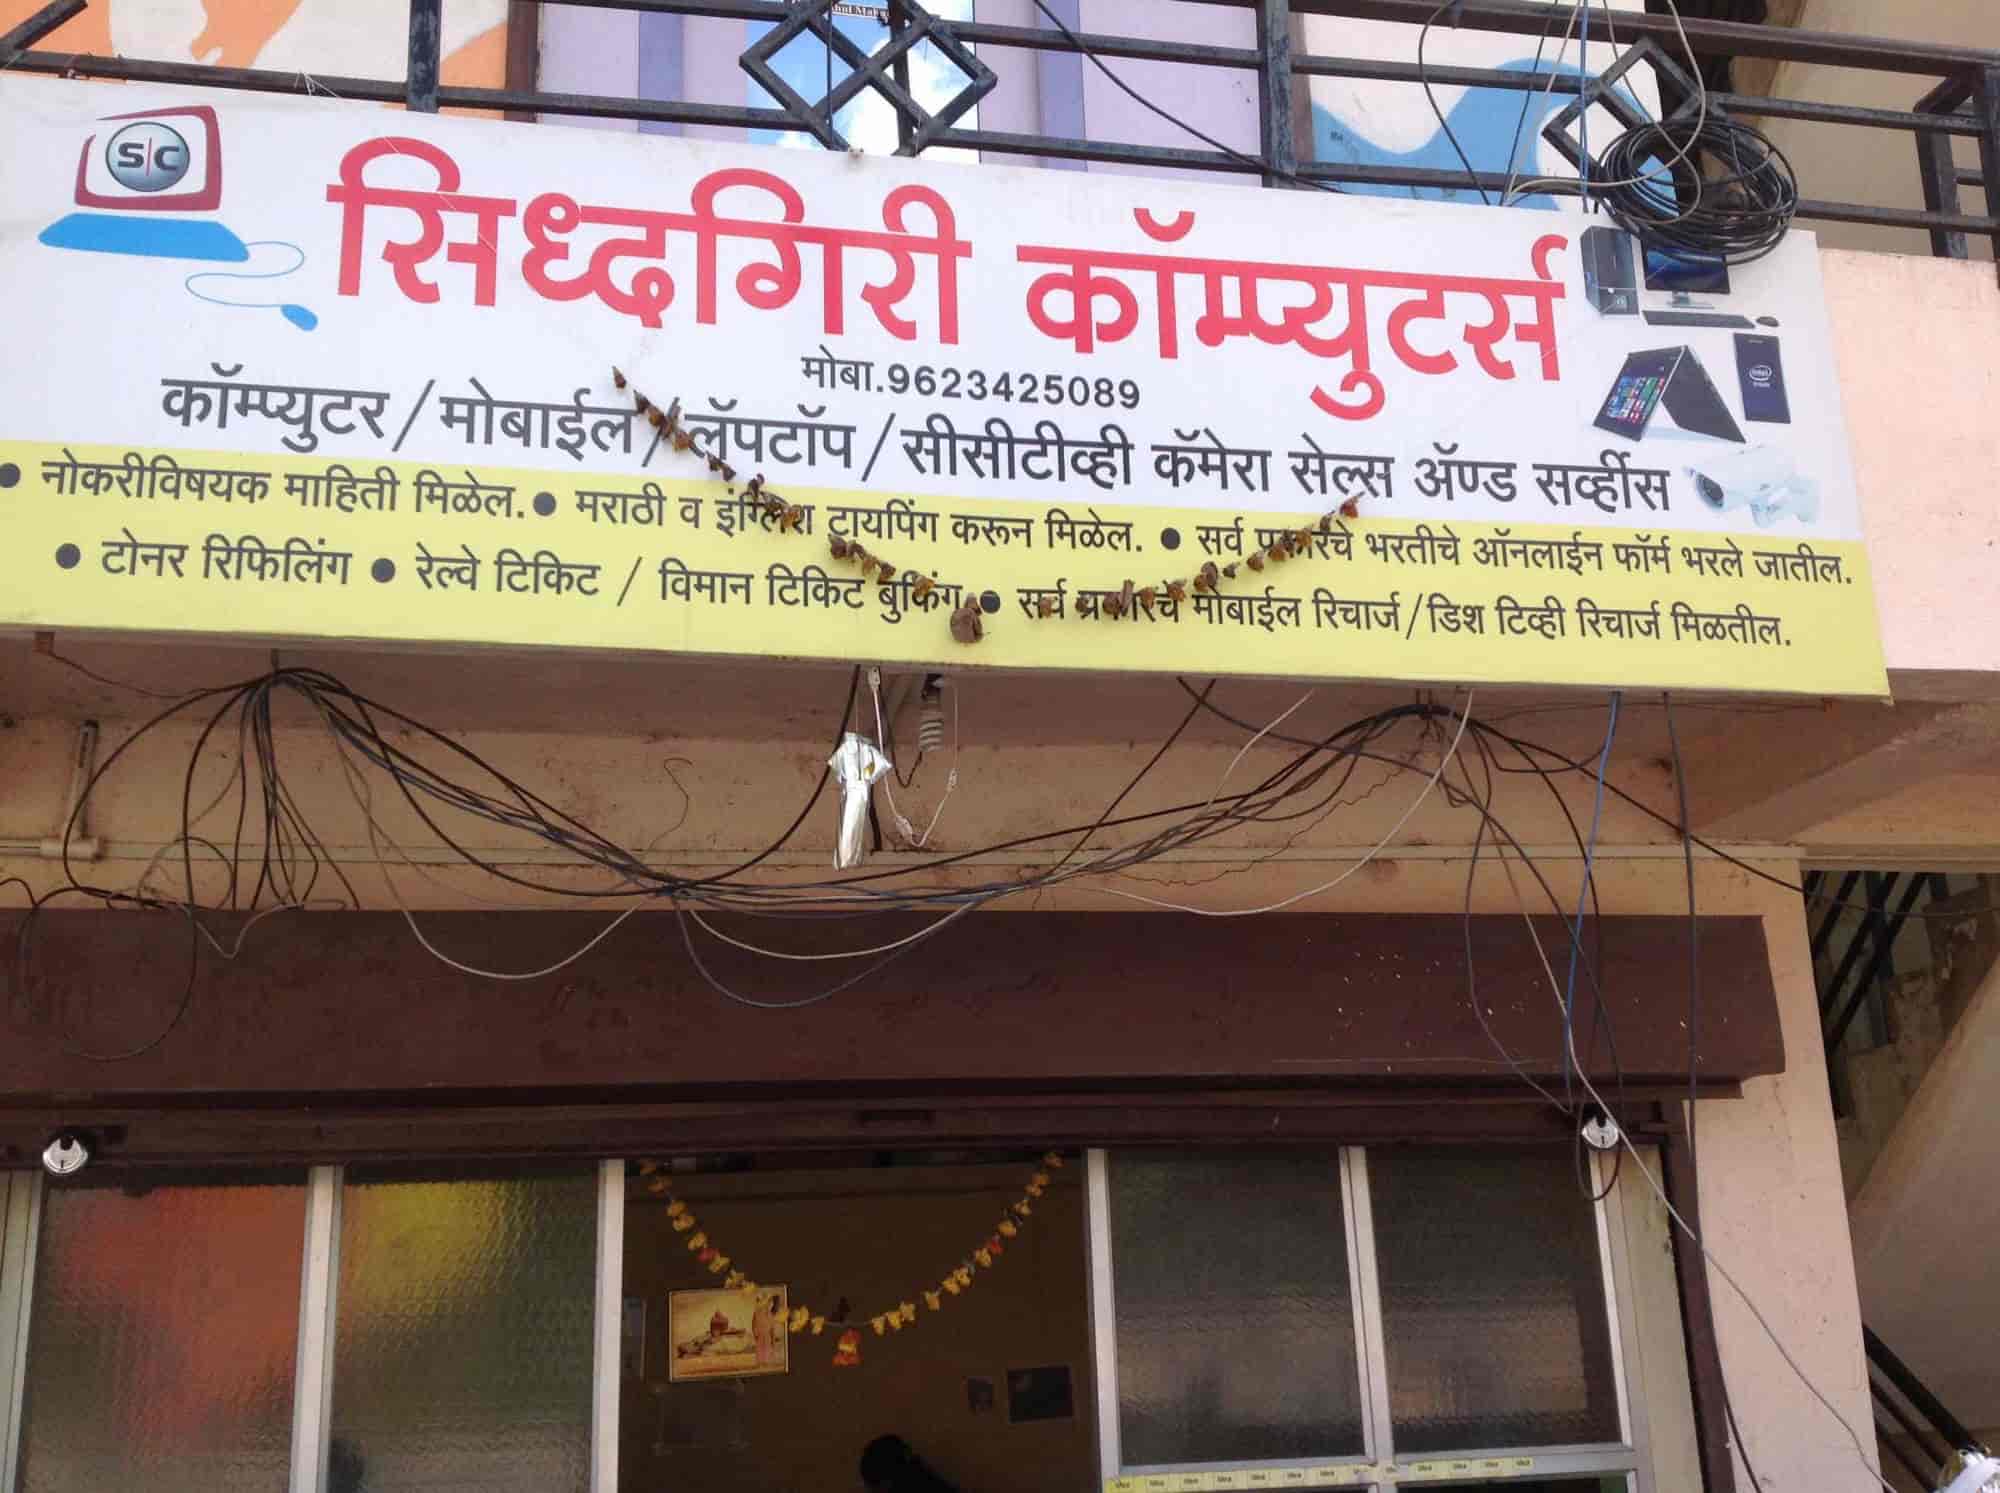 S|C
सिध्दगिरी कॉम्प्युटर्स
मोबा.9623425089
कॉम्प्युटर/मोबाईल/लॅपटॉप/सीसीटीव्ही कॅमेरा सेल्स ॲण्ड सर्व्हीस
● नोकरीविषयक माहिती मिळेल. ● मराठी व इंग्लिश टायपिंग करून मिळेल. ● सर्व प्रकारचे भरतीचे ऑनलाईन फॉर्म भरले जातील.
● टोनर रिफिलिंग ● रेल्वे टिकिट / विमान टिकिट बुकिंग ● सर्व प्रकारचे मोबाईल रिचार्ज/डिश टिव्ही रिचार्ज मिळतील.